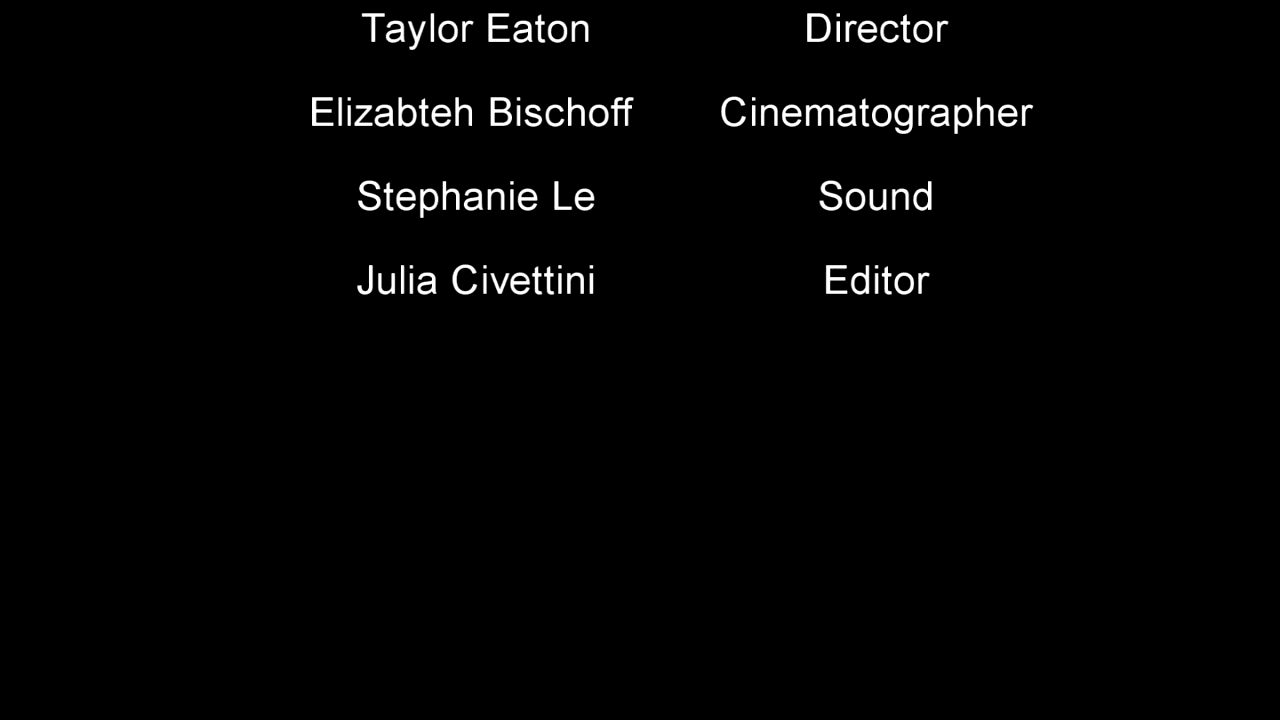 Taylor Eaton Director
Elizabteh Bischoff Cinematographer
Stephanie Le Sound
Julia Civettini Editor